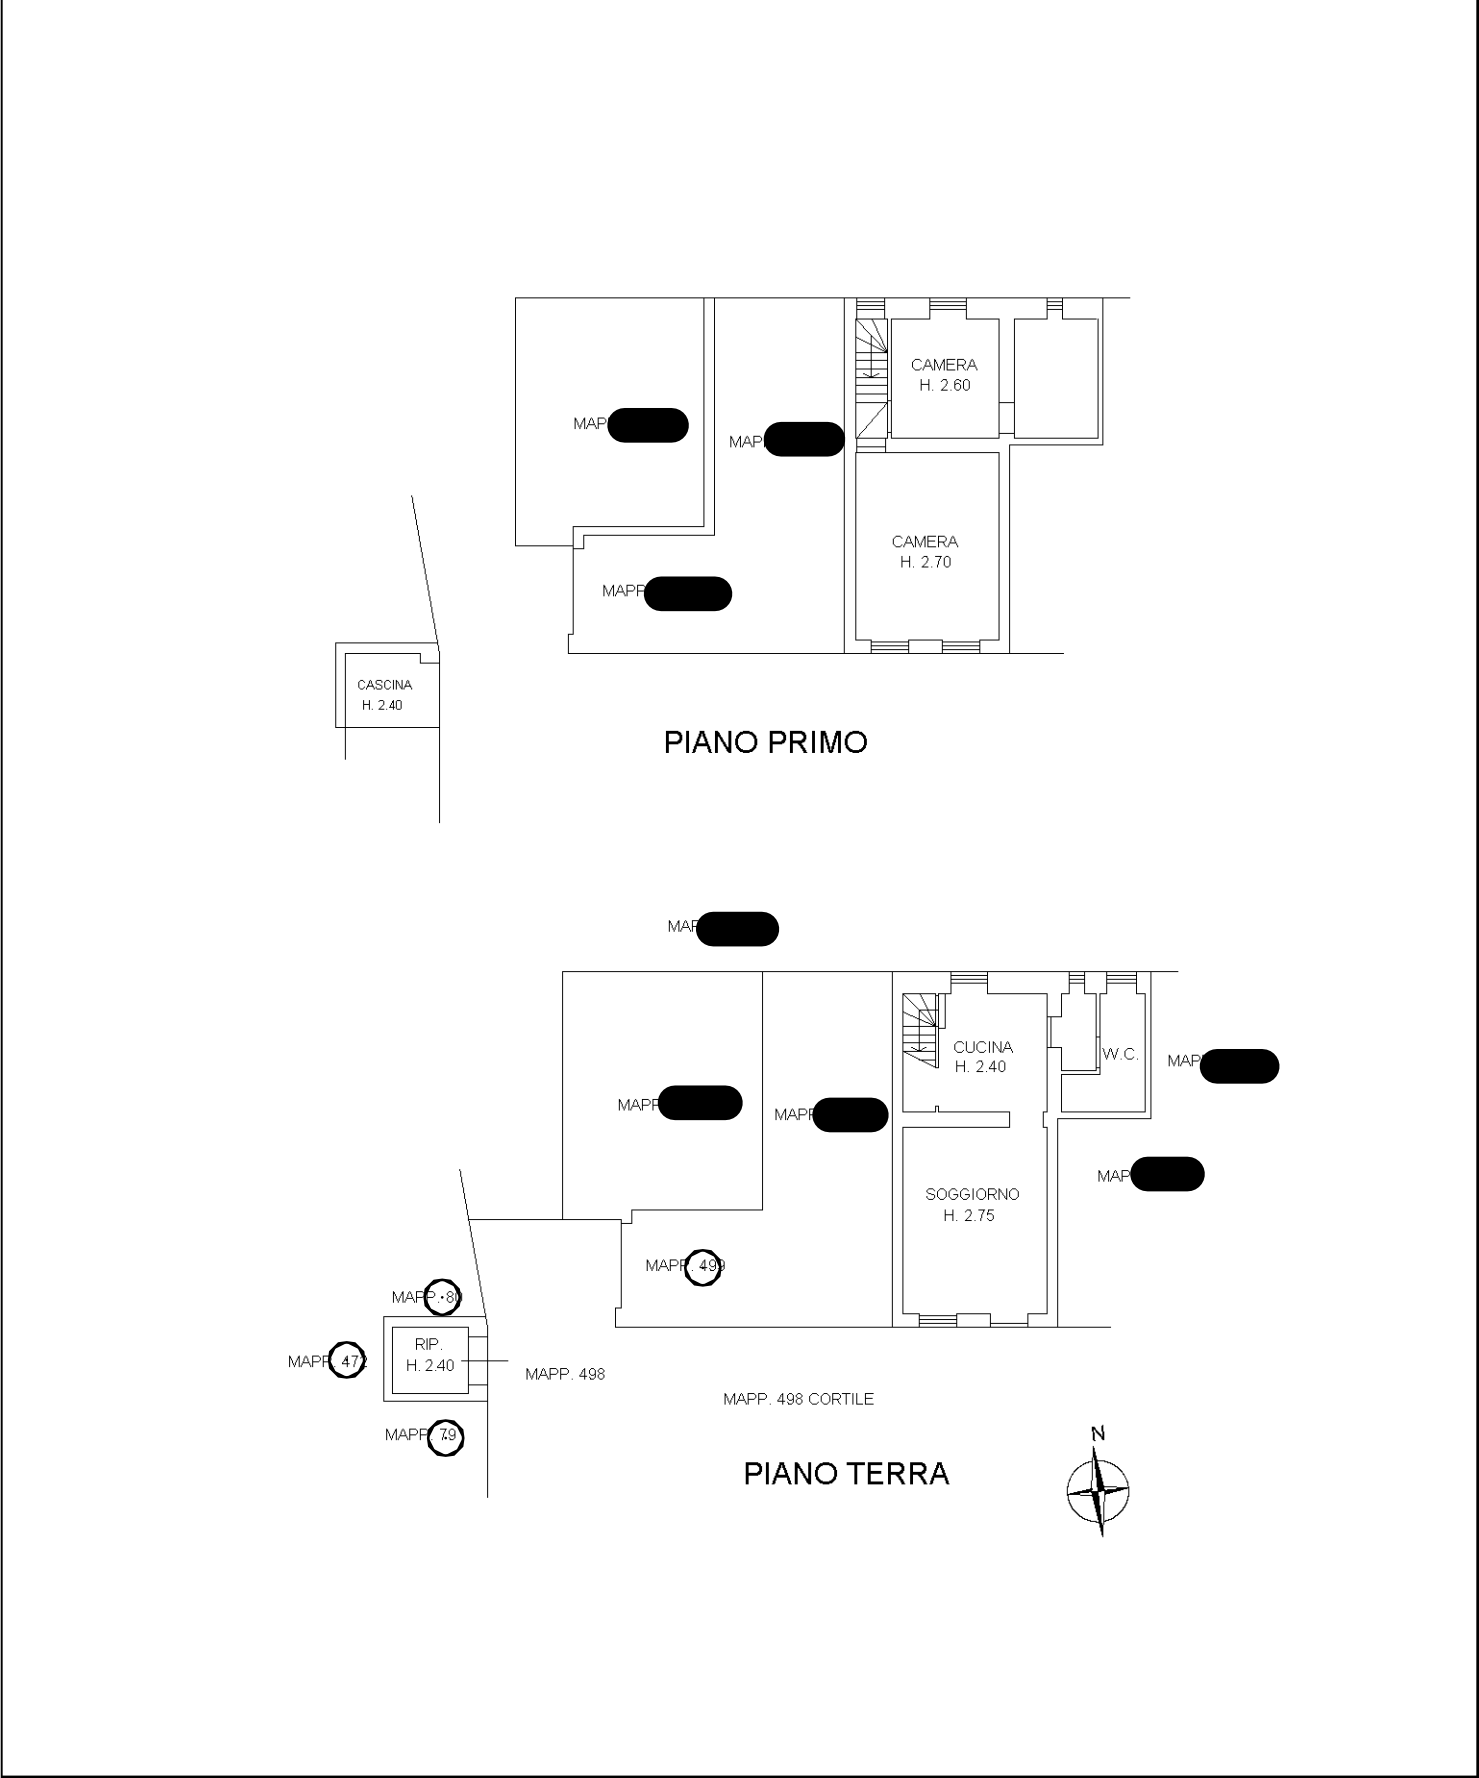 CAMERA
H. 2.60
MAPP
MAP
CAMERA
H. 2.70
MAPP
CASCINA
H. 2.40
PIANO PRIMO
MAP
CUCINA
H. 2.40
W.C.
MAP
MAPP
MAPP
MAP
SOGGIORNO
H. 2.75
MAPP. 499
MAPP. 80
RIP.
H. 2.40
MAPP. 472
MAPP. 498
MAPP. 498 CORTILE
MAPP. 79
N
PIANO TERRA